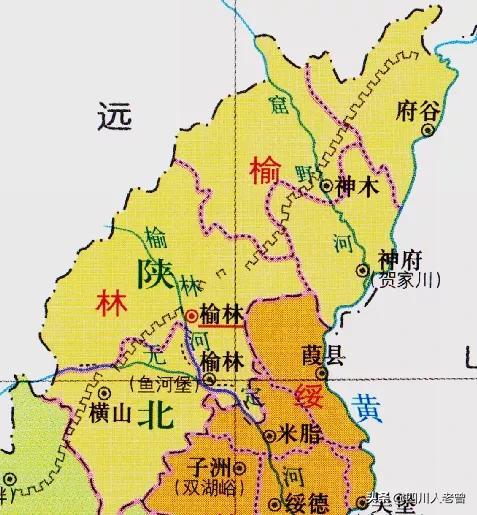 远
窟
野
河
府谷
榆
林
神木
榆
林
河
陕
北
神府
(贺家川)
榆林
榆林
(鱼河堡)
无
定
河
横山
葭县
绥
黄
米脂
子洲
(双湖峪)
绥德
畔)
@四川人老曾